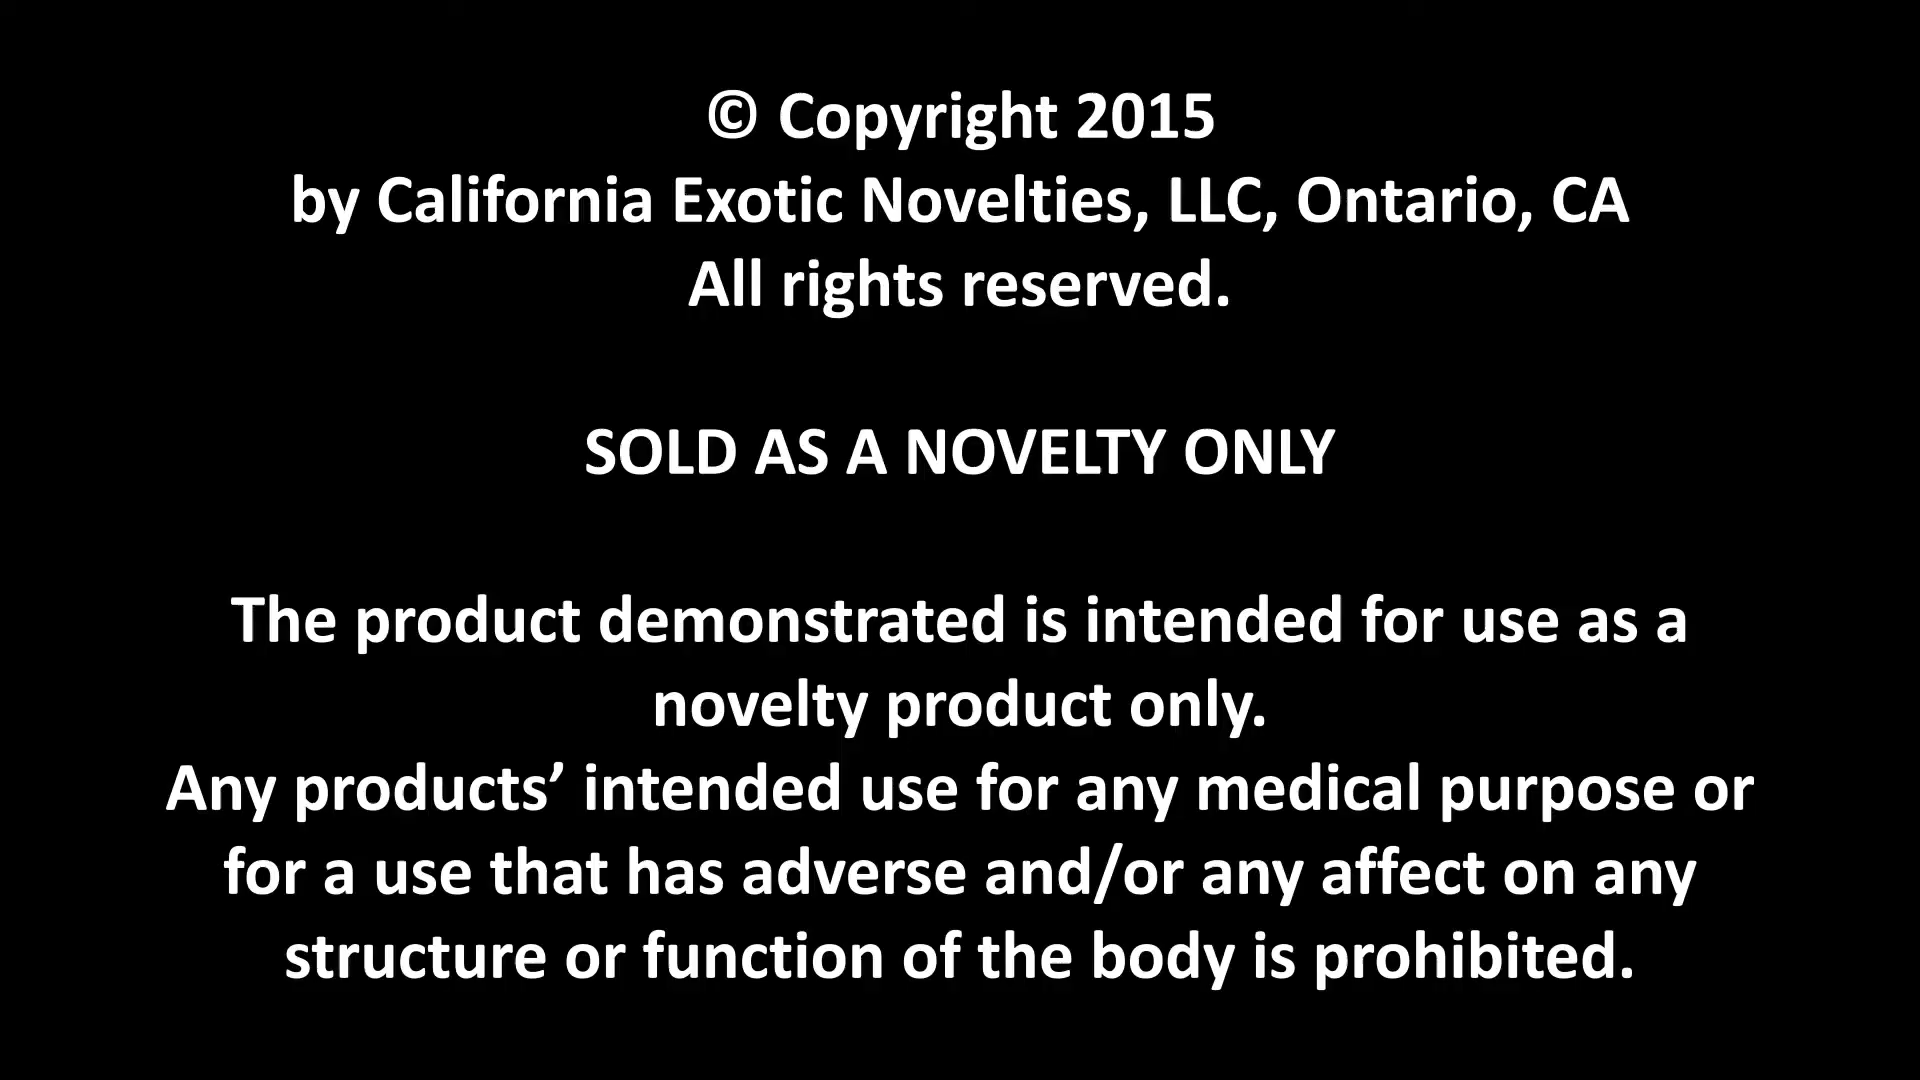 © Copyright 2015
by California Exotic Novelties, LLC, Ontario, CA
All rights reserved.
SOLD AS A NOVELTY ONLY
The product demonstrated is intended for use as a
novelty product only.
Any products’ intended use for any medical purpose or
for a use that has adverse and/or any affect on any
structure or function of the body is prohibited.